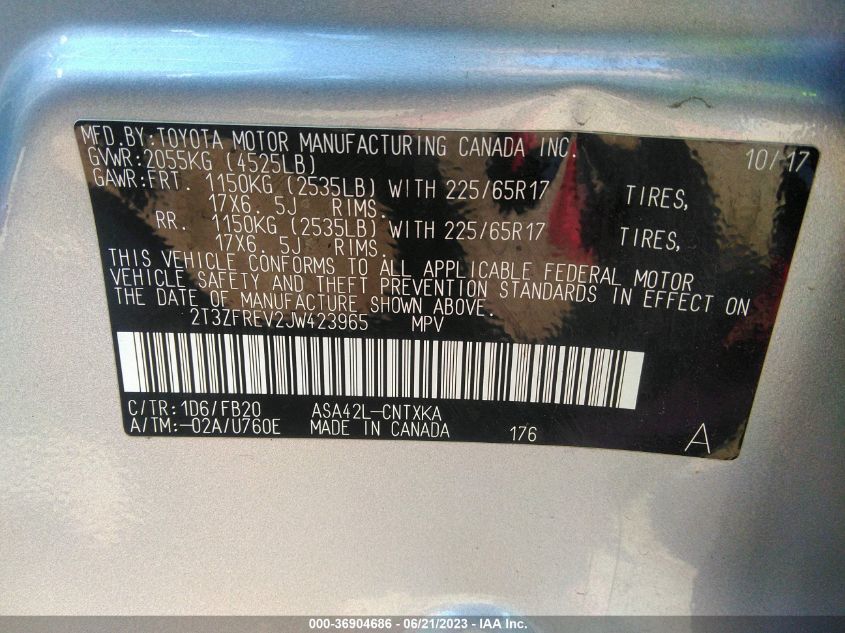 MFD.BY:TOYOTA MOTOR MANUFACTURING CANADA INC. 10/17
GVWR:2055KG (4525LB)
GAWR:FRT. 1150KG (2535LB) WITH 225/65R17 TIRES,
17X6.5J RIMS.
RR. 1150KG (2535LB) WITH 225/65R17 TIRES,
17X6.5J RIMS.
THIS VEHICLE CONFORMS TO ALL APPLICABLE FEDERAL MOTOR
VEHICLE SAFETY AND THEFT PREVENTION STANDARDS IN EFFECT ON
THE DATE OF MANUFACTURE SHOWN ABOVE.
2T3ZFREV2JW423965 MPV
C/TR:1D6/FB20 ASA42L-CNTXKA
A/TM:-02A/U760E MADE IN CANADA 176 A
000-36904686 - 06/21/2023 - IAA Inc.